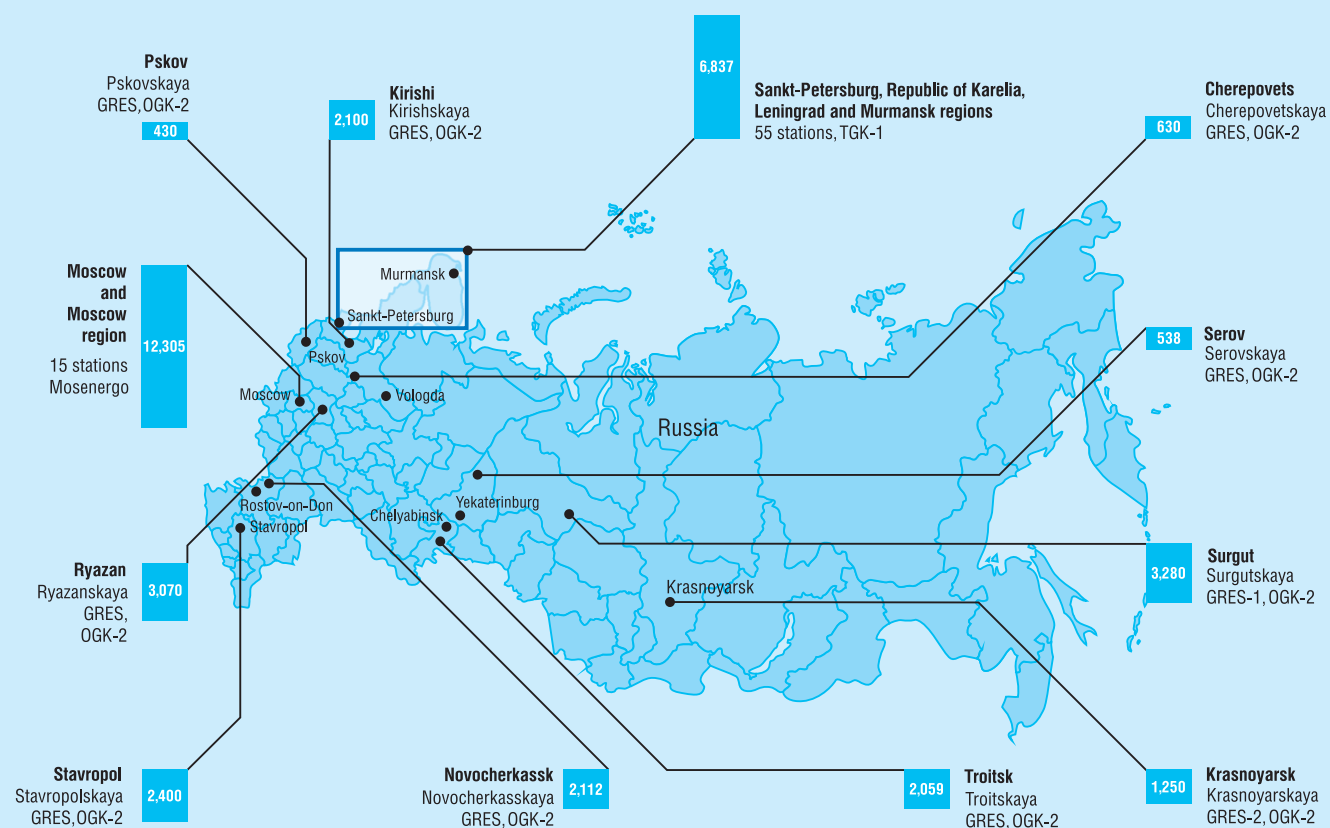 Pskov
Pskovskaya
GRES, OGK-2
430
Kirishi
Kirishskaya
GRES, OGK-2
2,100
6,837
Sankt-Petersburg, Republic of Karelia,
Leningrad and Murmansk regions
55 stations, TGK-1
Cherepovets
Cherepovetskaya
GRES, OGK-2
630
Moscow
and
Moscow
region
15 stations
Mosenergo
12,305
Serov
Serovskaya
GRES, OGK-2
538
Murmansk
Sankt-Petersburg
Pskov
Moscow
Vologda
Russia
Rostov-on-Don
Stavropol
Yekaterinburg
Chelyabinsk
Krasnoyarsk
Ryazan
Ryazanskaya
GRES,
OGK-2
3,070
Surgut
Surgutskaya
GRES-1, OGK-2
3,280
Stavropol
Stavropolskaya
GRES, OGK-2
2,400
Novocherkassk
Novocherkasskaya
GRES, OGK-2
2,112
Troitsk
Troitskaya
GRES, OGK-2
2,059
Krasnoyarsk
Krasnoyarskaya
GRES-2, OGK-2
1,250